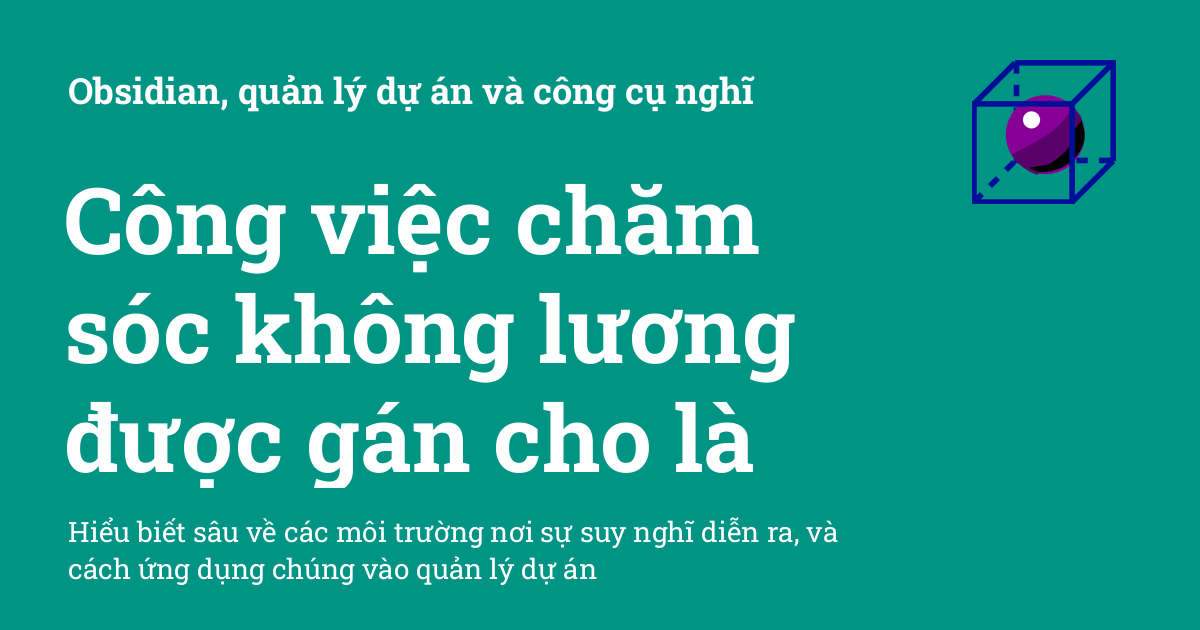 Obsidian, quản lý dự án và công cụ nghĩ
Công việc chăm
sóc không lương
được gán cho là
Hiểu biết sâu về các môi trường nơi sự suy nghĩ diễn ra, và
cách ứng dụng chúng vào quản lý dự án